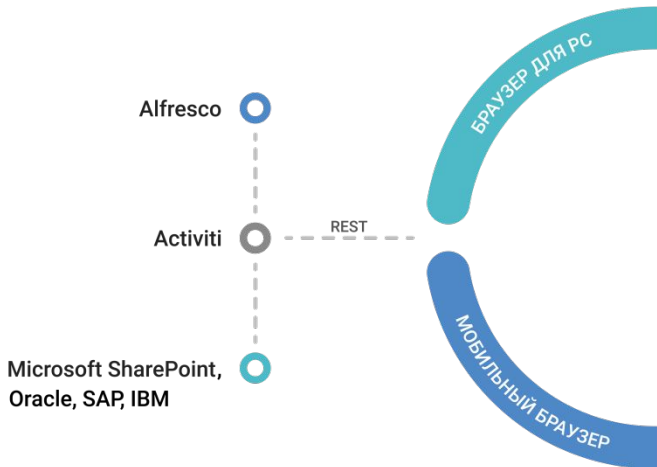 БРАУЗЕР ДЛЯ PC
Alfresco
Activiti
REST
Microsoft SharePoint,
Oracle, SAP, IBM
МОБИЛЬНЫЙ БРАУЗЕР